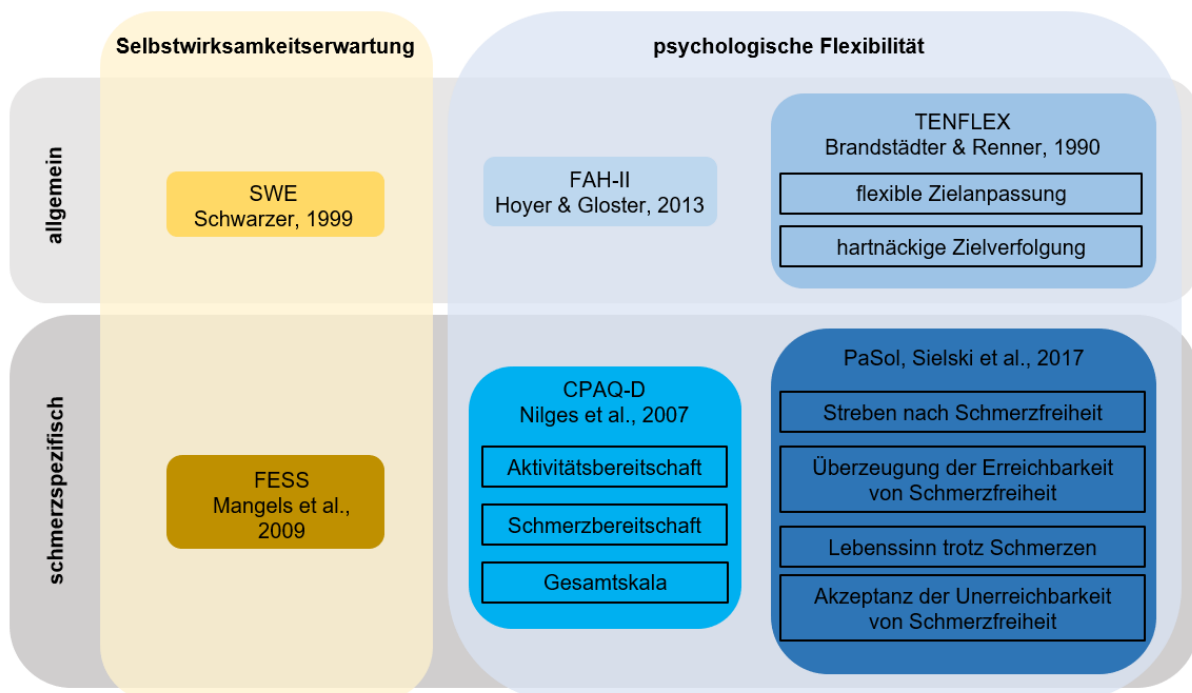 Selbstwirksamkeitserwartung
psychologische Flexibilität
allgemein
SWE
Schwarzer, 1999
FAH-II
Hoyer & Gloster, 2013
TENFLEX
Brandstädter & Renner, 1990
flexible Zielanpassung
hartnäckige Zielverfolgung
schmerzspezifisch
FESS
Mangels et al.,
2009
CPAQ-D
Nilges et al., 2007
Aktivitätsbereitschaft
Schmerzbereitschaft
Gesamtskala
PaSol, Sielski et al., 2017
Streben nach Schmerzfreiheit
Überzeugung der Erreichbarkeit
von Schmerzfreiheit
Lebenssinn trotz Schmerzen
Akzeptanz der Unerreichbarkeit
von Schmerzfreiheit